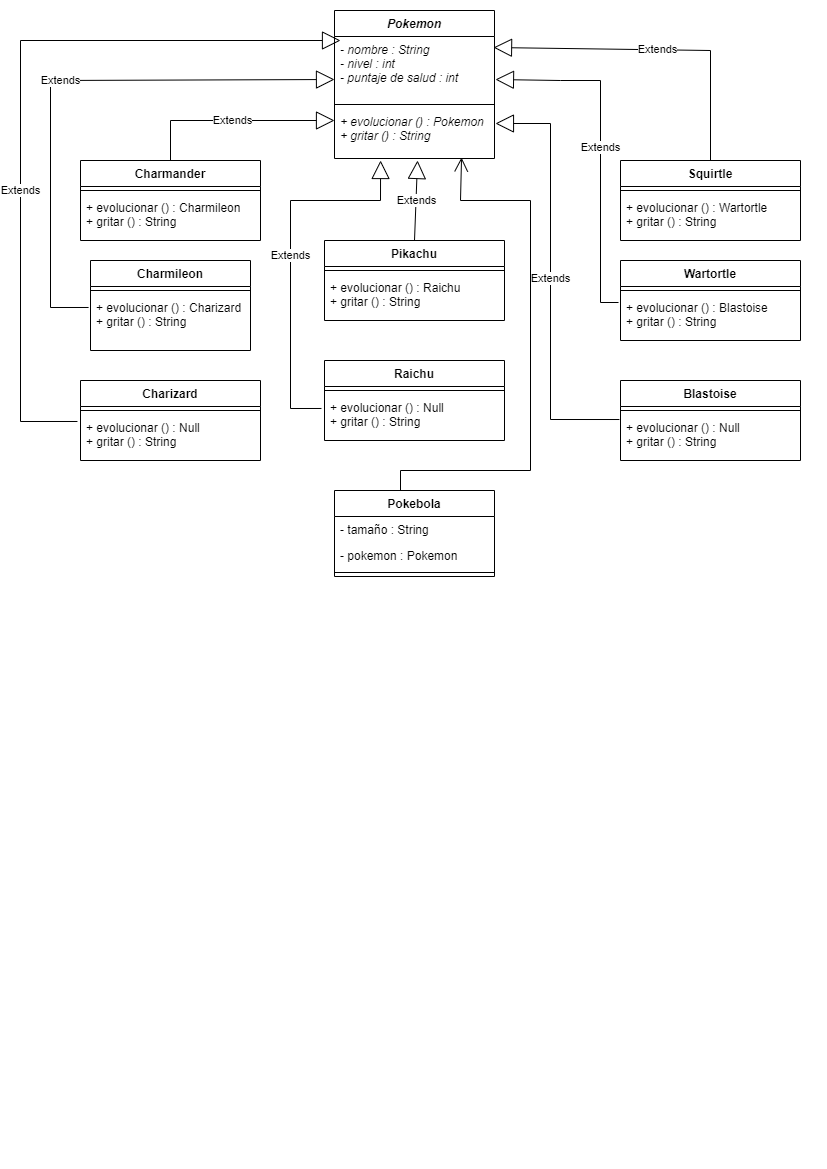 Pokemon
- nombre : String
- nivel : int
- puntaje de salud : int
+ evolucionar () : Pokemon
+ gritar () : String
Extends
Extends
Extends
Extends
Extends
Extends
Extends
Extends
Charmander
+ evolucionar () : Charmileon
+ gritar () : String
Squirtle
+ evolucionar () : Wartortle
+ gritar () : String
Pikachu
+ evolucionar () : Raichu
+ gritar () : String
Charmileon
+ evolucionar () : Charizard
+ gritar () : String
Wartortle
+ evolucionar () : Blastoise
+ gritar () : String
Charizard
+ evolucionar () : Null
+ gritar () : String
Raichu
+ evolucionar () : Null
+ gritar () : String
Blastoise
+ evolucionar () : Null
+ gritar () : String
Pokebola
- tamaño : String
- pokemon : Pokemon